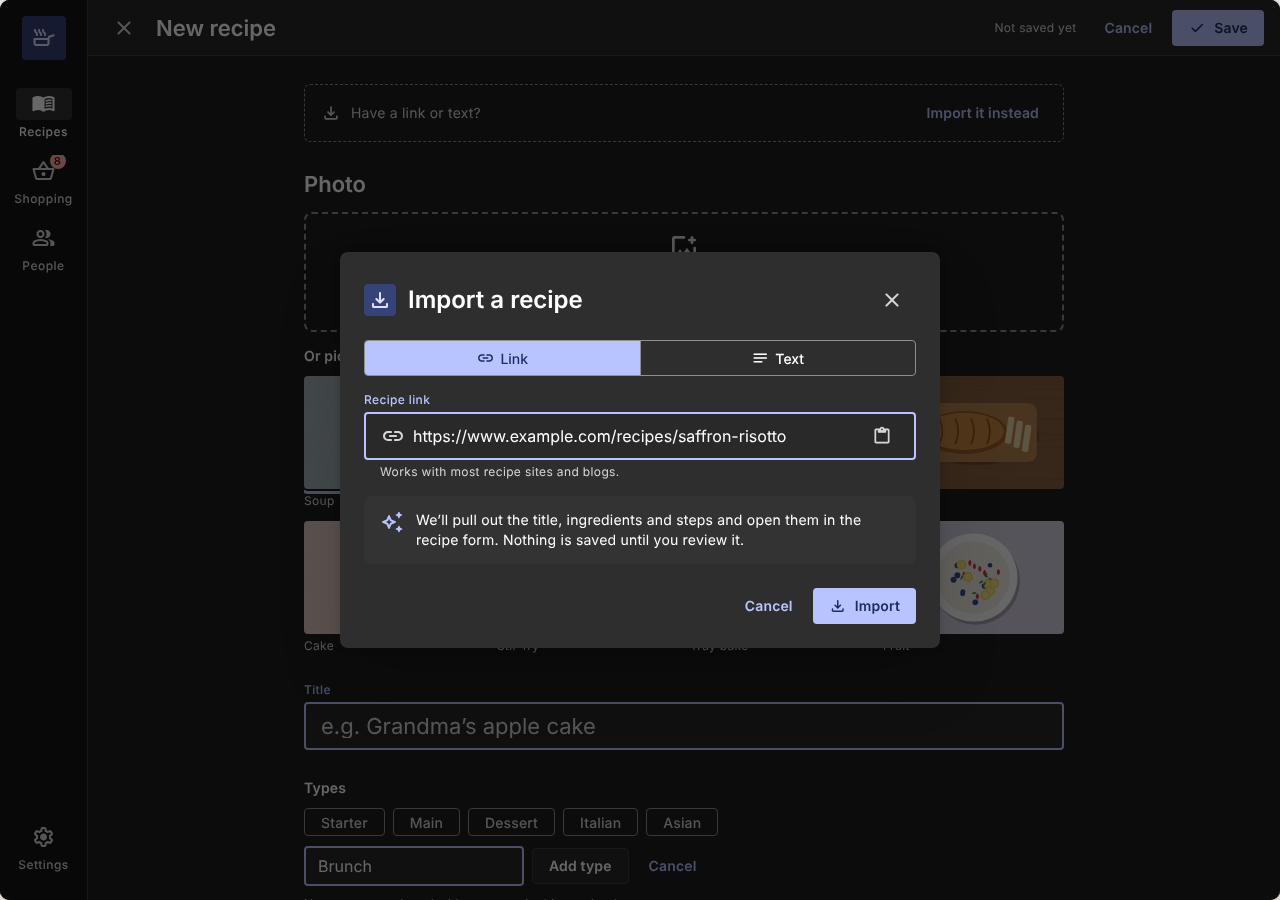 New recipe
Not saved yet
Cancel
Save
Recipes
8
Shopping
People
Settings
Have a link or text?
Import it instead
Photo
Or pic
Soup
Cake
Title
e.g. Grandma’s apple cake
Types
Starter
Main
Dessert
Italian
Asian
Brunch
Add type
Cancel
Import a recipe
Link
Text
Recipe link
https://www.example.com/recipes/saffron-risotto
Works with most recipe sites and blogs.
We’ll pull out the title, ingredients and steps and open them in the
recipe form. Nothing is saved until you review it.
Cancel
Import